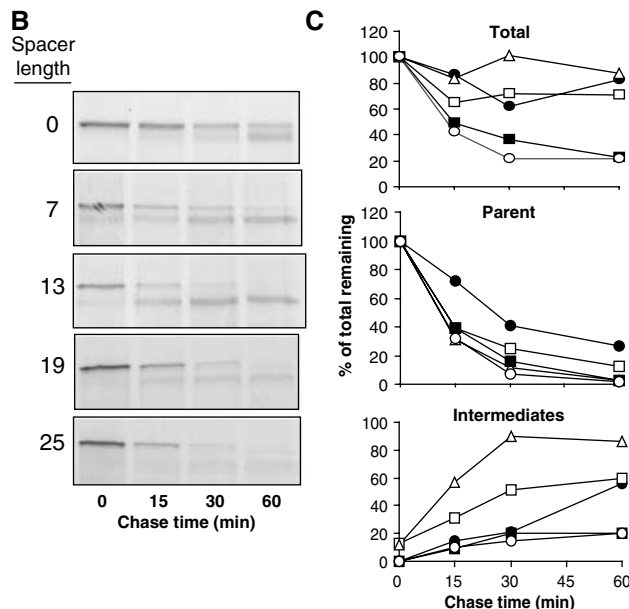 B
Spacer
length
0
7
13
19
25
0 15 30 60
Chase time (min)
C
Total
120
100
80
60
40
20
0
Parent
120
100
80
60
40
20
0
% of total remaining
Intermediates
100
80
60
40
20
0
0 15 30 45 60
Chase time (min)